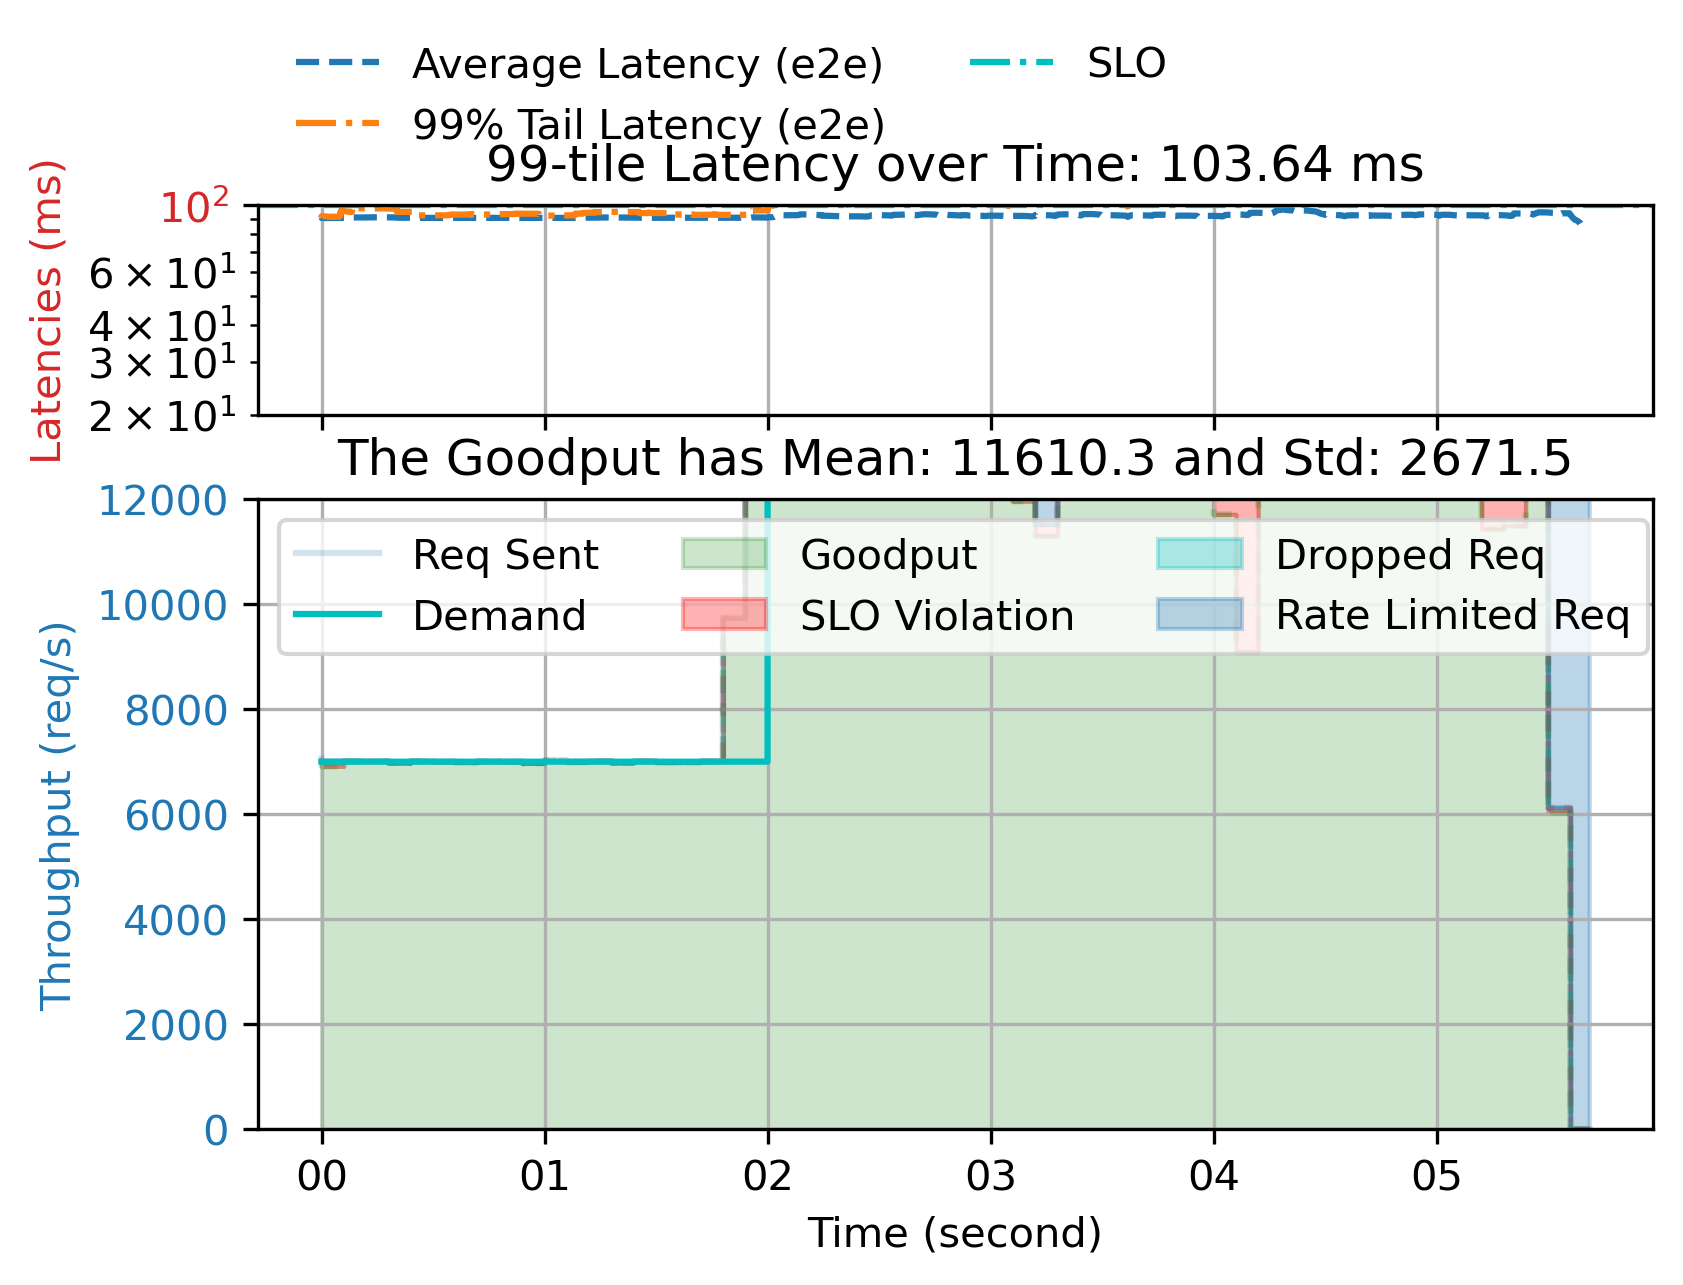 Average Latency (e2e) SLO
99% Tail Latency (e2e)
99-tile Latency over Time: 103.64 ms
Latencies (ms)
10²
6 × 10¹
4 × 10¹
3 × 10¹
2 × 10¹
The Goodput has Mean: 11610.3 and Std: 2671.5
Throughput (req/s)
12000
10000
8000
6000
4000
2000
0
Req Sent Goodput Dropped Req
Demand SLO Violation Rate Limited Req
00 01 02 03 04 05
Time (second)